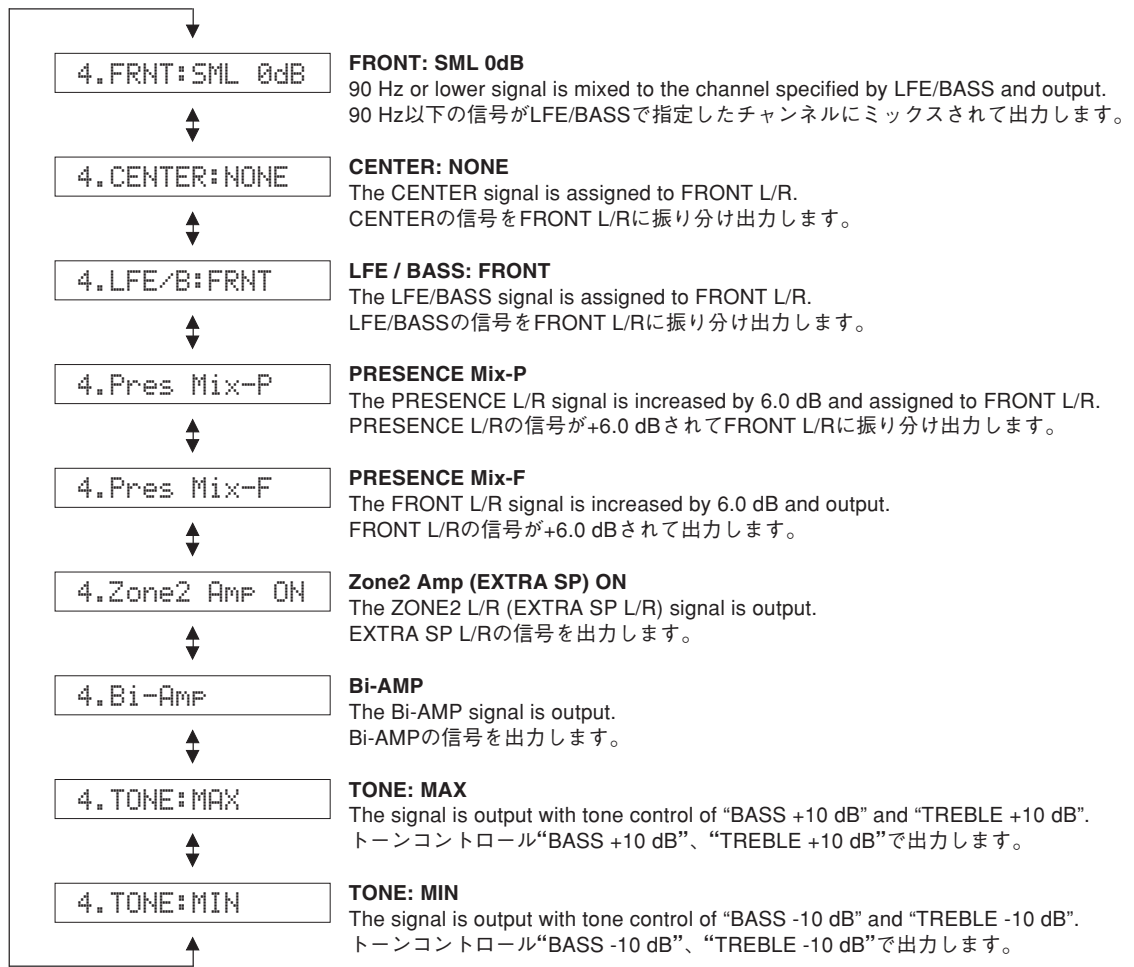 4.FRNT:SML 0dB
FRONT: SML 0dB
90 Hz or lower signal is mixed to the channel specified by LFE/BASS and output.
90 Hz以下の信号がLFE/BASSで指定したチャンネルにミックスされて出力します。
4.CENTER:NONE
CENTER: NONE
The CENTER signal is assigned to FRONT L/R.
CENTERの信号をFRONT L/Rに振り分け出力します。
4.LFE/B:FRNT
LFE / BASS: FRONT
The LFE/BASS signal is assigned to FRONT L/R.
LFE/BASSの信号をFRONT L/Rに振り分け出力します。
4.Pres Mix-P
PRESENCE Mix-P
The PRESENCE L/R signal is increased by 6.0 dB and assigned to FRONT L/R.
PRESENCE L/Rの信号が+6.0 dBされてFRONT L/Rに振り分け出力します。
4.Pres Mix-F
PRESENCE Mix-F
The FRONT L/R signal is increased by 6.0 dB and output.
FRONT L/Rの信号が+6.0 dBされて出力します。
4.Zone2 Amp ON
Zone2 Amp (EXTRA SP) ON
The ZONE2 L/R (EXTRA SP L/R) signal is output.
EXTRA SP L/Rの信号を出力します。
4.Bi-Amp
Bi-AMP
The Bi-AMP signal is output.
Bi-AMPの信号を出力します。
4.TONE:MAX
TONE: MAX
The signal is output with tone control of “BASS +10 dB” and “TREBLE +10 dB”.
トーンコントロール“BASS +10 dB”、“TREBLE +10 dB”で出力します。
4.TONE:MIN
TONE: MIN
The signal is output with tone control of “BASS -10 dB” and “TREBLE -10 dB”.
トーンコントロール“BASS -10 dB”、“TREBLE -10 dB”で出力します。